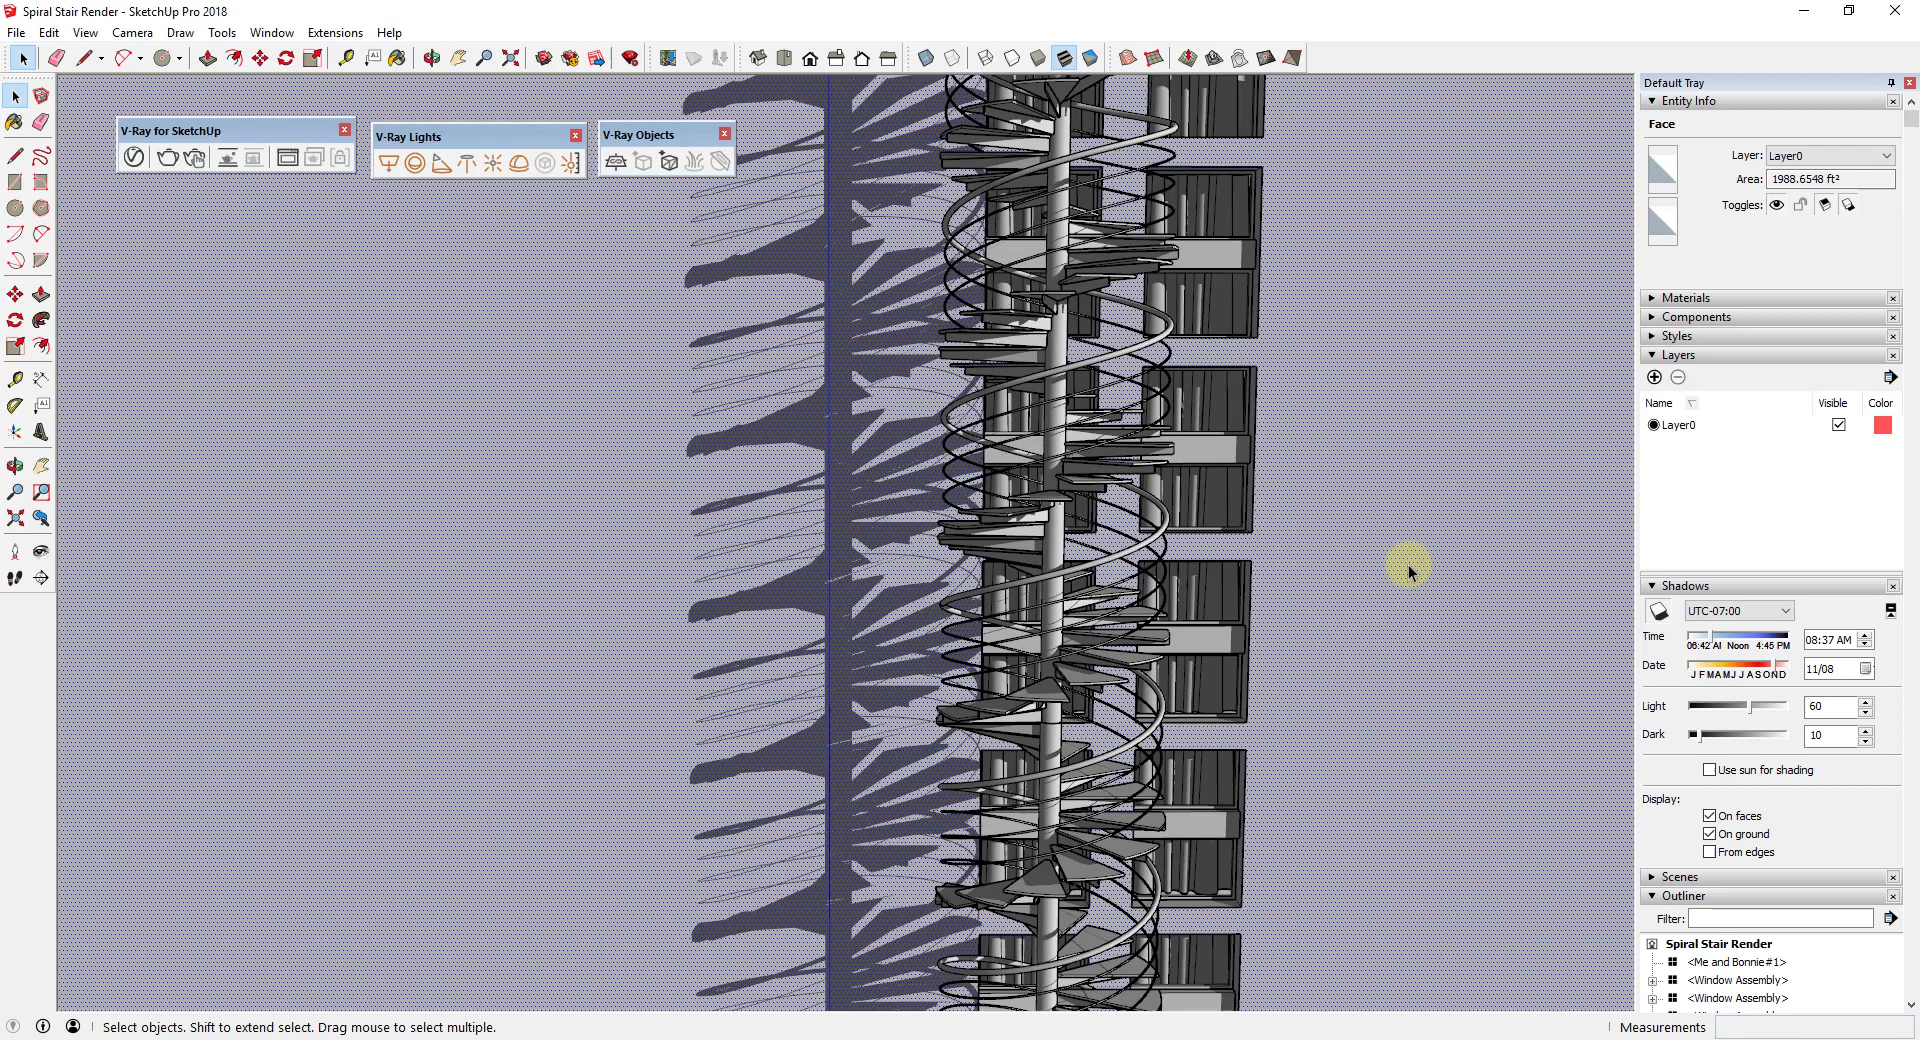 Spiral Stair Render - SketchUp Pro 2018
File Edit View Camera Draw Tools Window Extensions Help
V-Ray for SketchUp
V-Ray Lights
V-Ray Objects
Default Tray
Entity Info
Face
Layer: Layer0
Area: 1988.6548 ft²
Toggles:
Materials
Components
Styles
Layers
Name Visible Color
Layer0
Shadows
UTC-07:00
Time 08:37 AM
Noon 4:45 PM
Date 11/08
J F M A M J J A S O N D
Light 60
Dark 10
Use sun for shading
Display:
On faces
On ground
From edges
Scenes
Outliner
Filter:
Spiral Stair Render
<Me and Bonnie#1>
<Window Assembly>
<Window Assembly>
Select objects. Shift to extend select. Drag mouse to select multiple.
Measurements